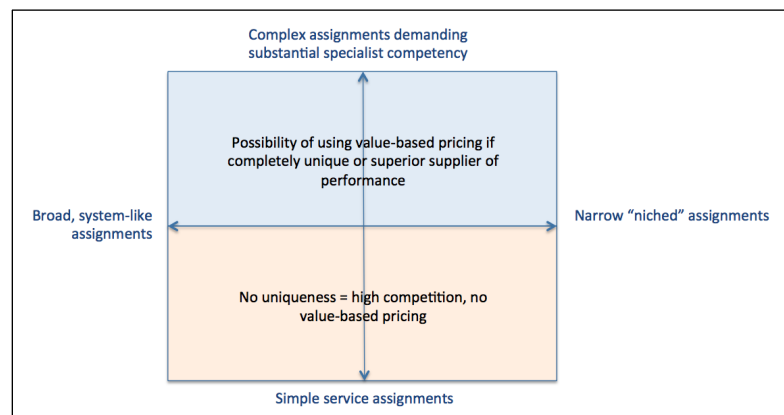 Complex assignments demanding
substantial specialist competency
Possibility of using value-based pricing if
completely unique or superior supplier of
performance
Broad, system-like
assignments
Narrow “niched” assignments
No uniqueness = high competition, no
value-based pricing
Simple service assignments